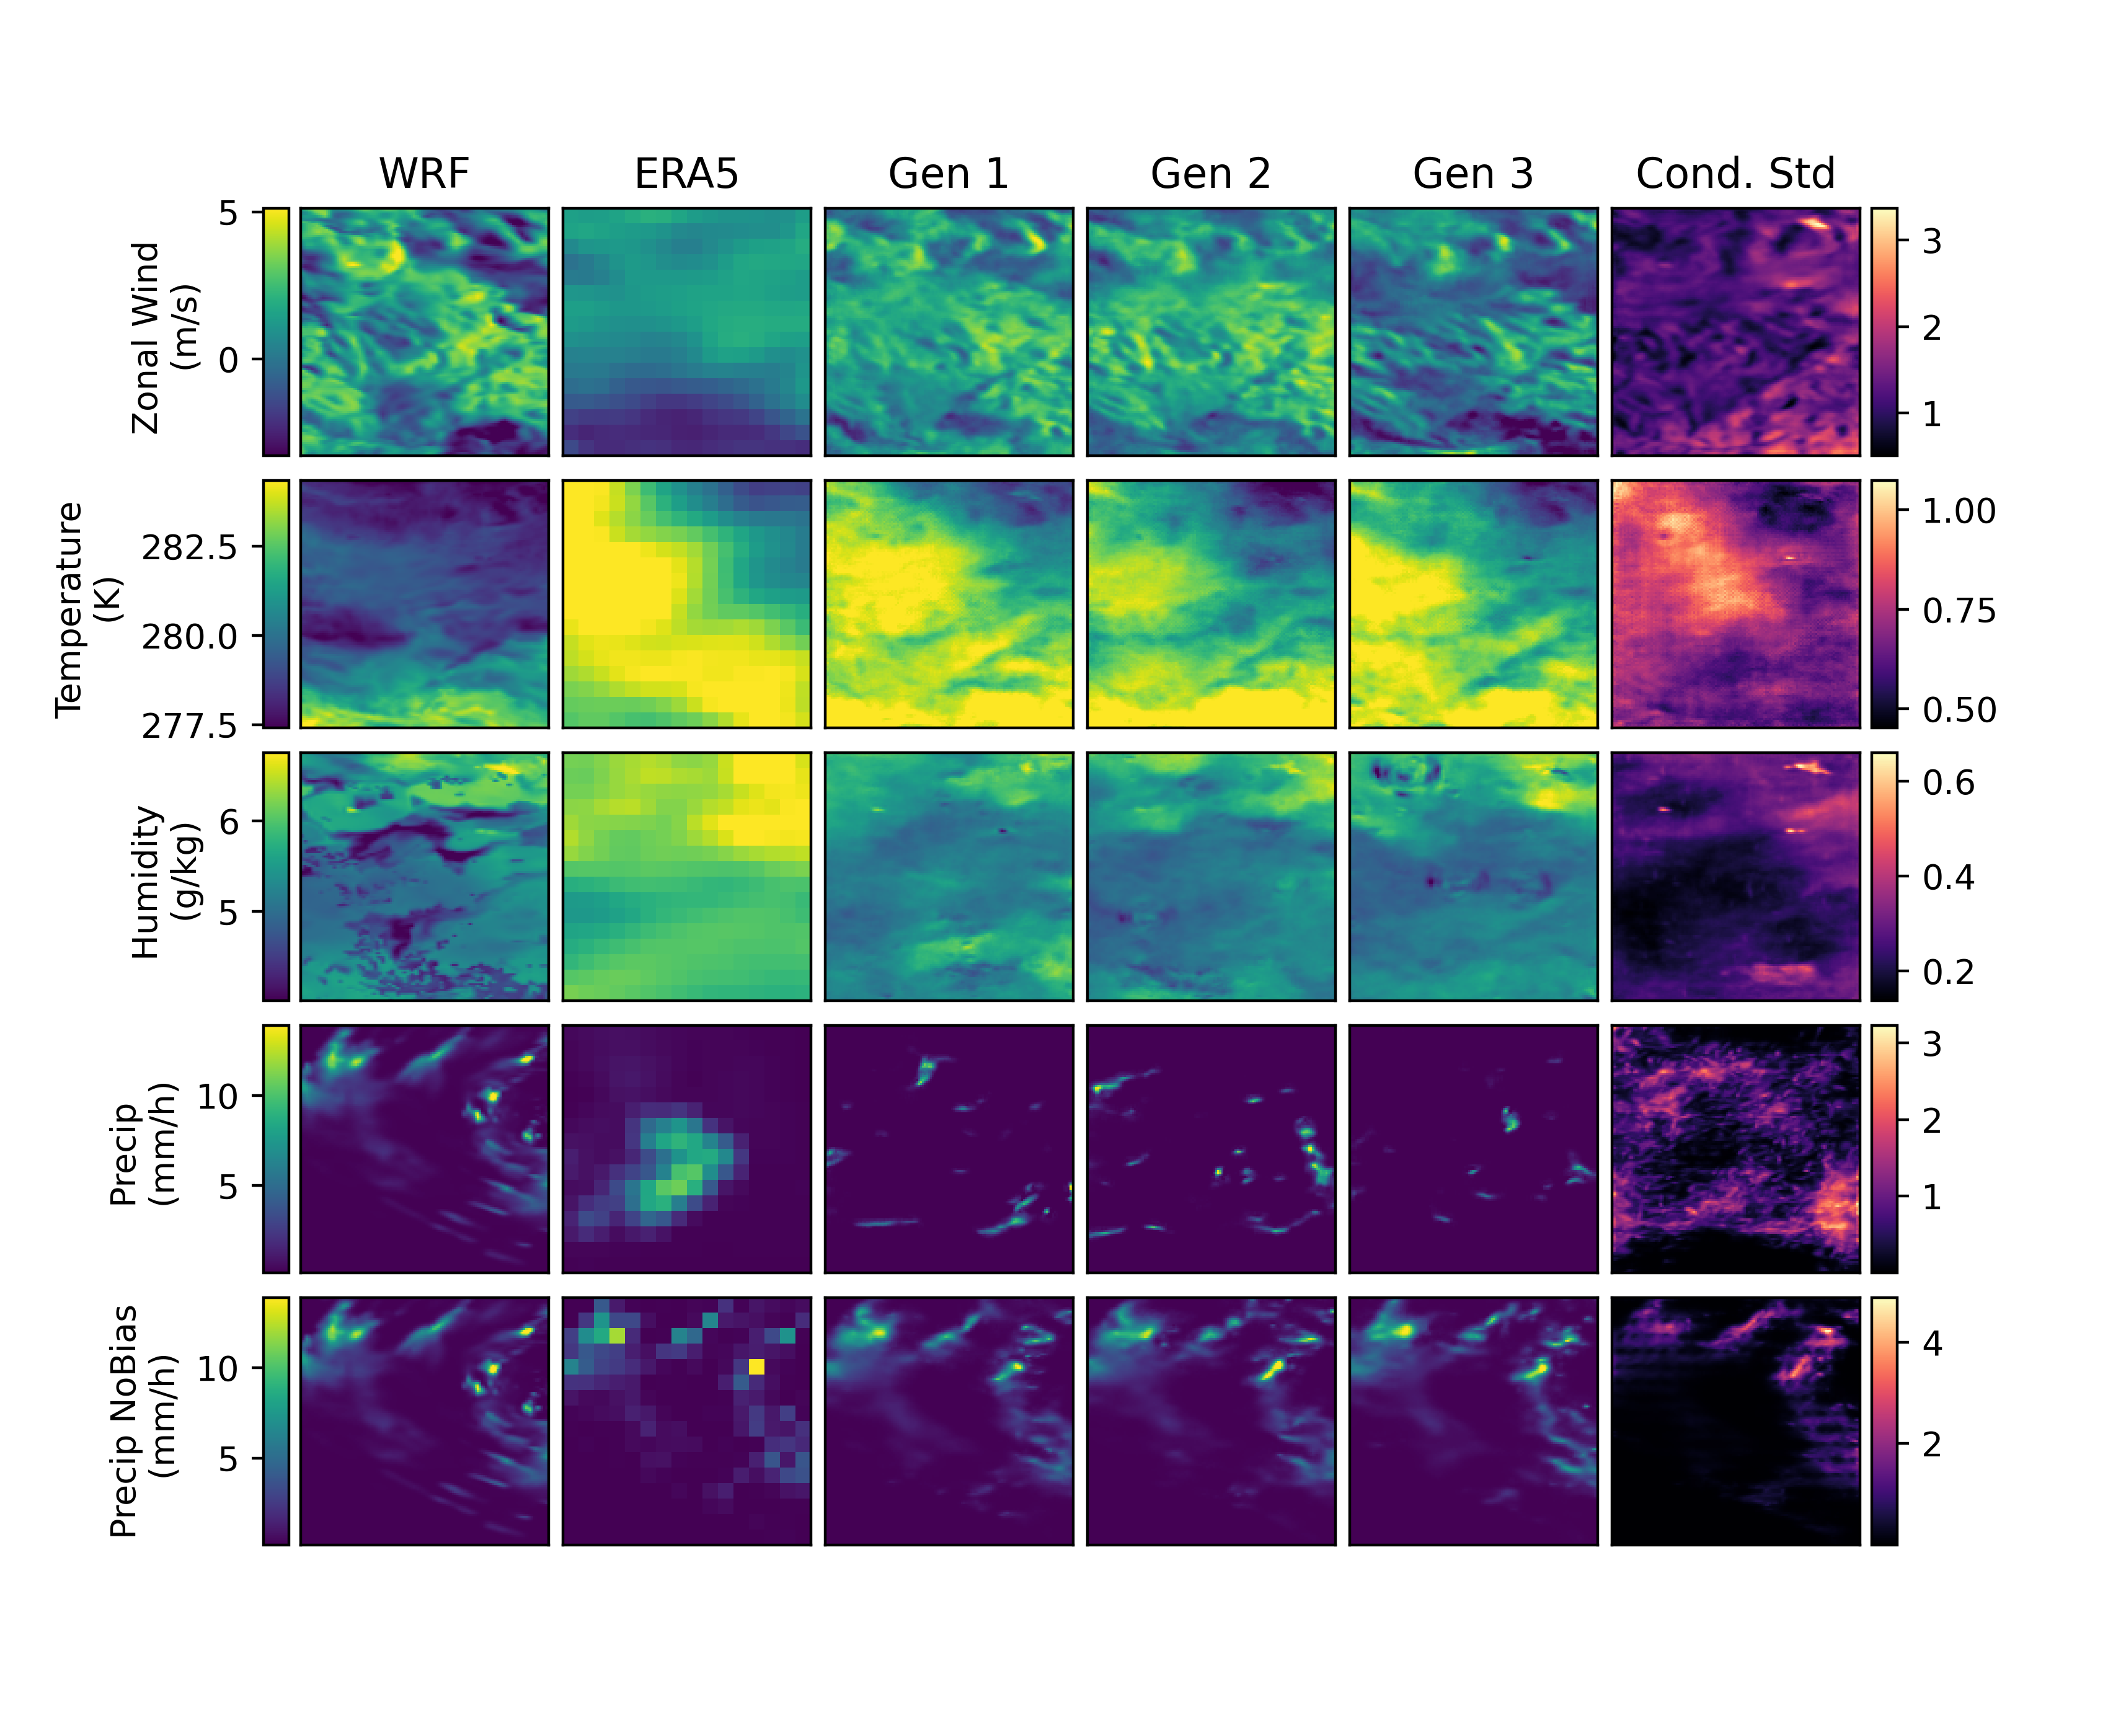 WRF ERA5 Gen 1 Gen 2 Gen 3 Cond. Std
Zonal Wind
(m/s)
5
0
3
2
1
Temperature
(K)
282.5
280.0
277.5
1.00
0.75
0.50
Humidity
(g/kg)
6
5
0.6
0.4
0.2
Precip
(mm/h)
10
5
3
2
1
Precip NoBias
(mm/h)
10
5
4
2